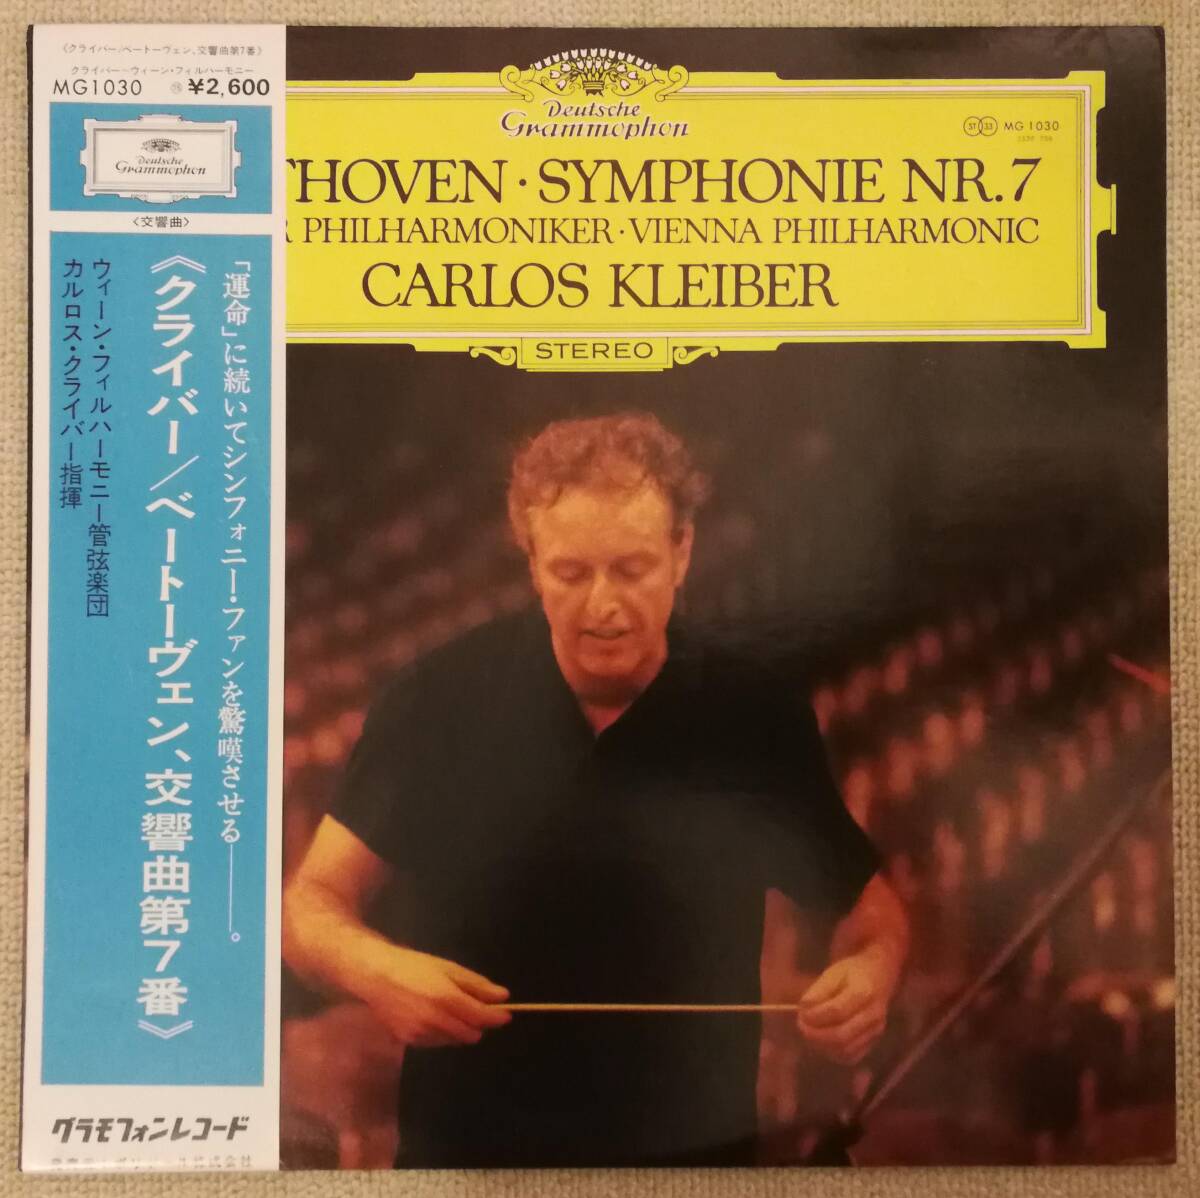 《クライバー/ベートーヴェン、交響曲第7番》
クライバーーウィーン・フィルハーモニー
MG1030 ⑮ ¥2,600
Deutsche
Grammophon
〈交響曲〉
「運命」に続いてシンフォニー・ファンを驚嘆させる───。
《クライバー/ベートーヴェン、交響曲第7番》
ウィーン・フィルハーモニー管弦楽団
カルロス・クライバー指揮
グラモフォンレコード
株式会社
Deutsche
Grammophon
ST 33 MG 1030
THOVEN · SYMPHONIE NR.7
R PHILHARMONIKER · VIENNA PHILHARMONIC
CARLOS KLEIBER
STEREO